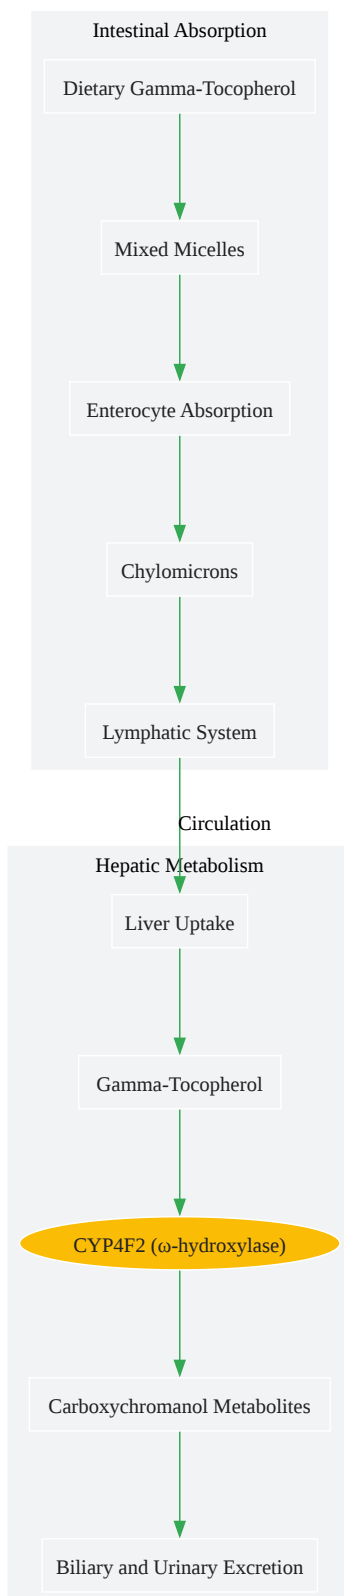 Intestinal Absorption
Dietary Gamma-Tocopherol
Mixed Micelles
Enterocyte Absorption
Chylomicrons
Lymphatic System
Circulation
Hepatic Metabolism
Liver Uptake
Gamma-Tocopherol
CYP4F2 (ω-hydroxylase)
Carboxychromanol Metabolites
Biliary and Urinary Excretion